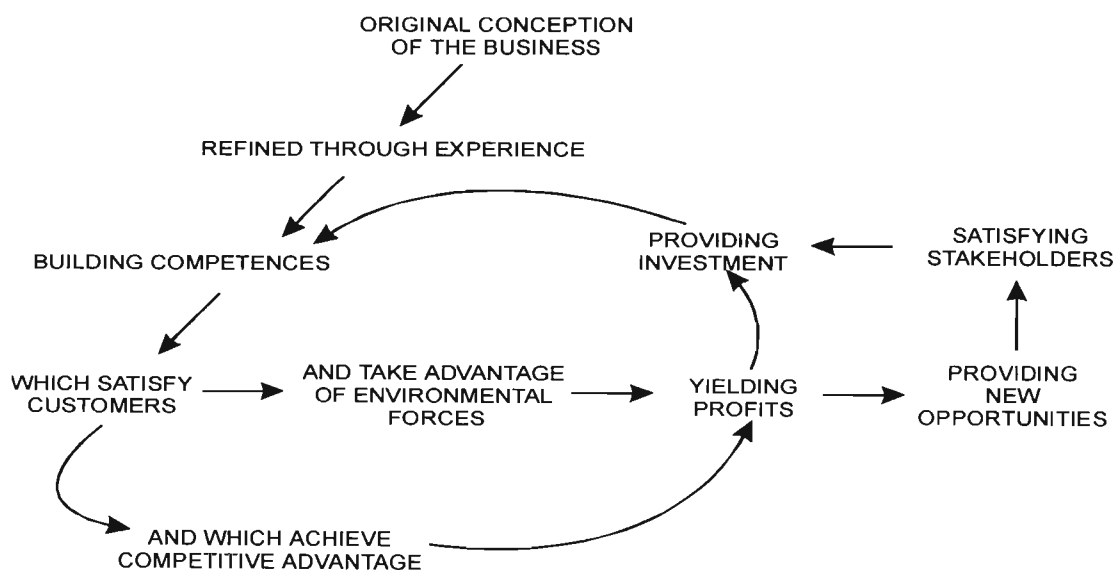 ORIGINAL CONCEPTION
OF THE BUSINESS
REFINED THROUGH EXPERIENCE
BUILDING COMPETENCES
PROVIDING
INVESTMENT
SATISFYING
STAKEHOLDERS
WHICH SATISFY
CUSTOMERS
AND TAKE ADVANTAGE
OF ENVIRONMENTAL
FORCES
YIELDING
PROFITS
PROVIDING
NEW
OPPORTUNITIES
AND WHICH ACHIEVE
COMPETITIVE ADVANTAGE